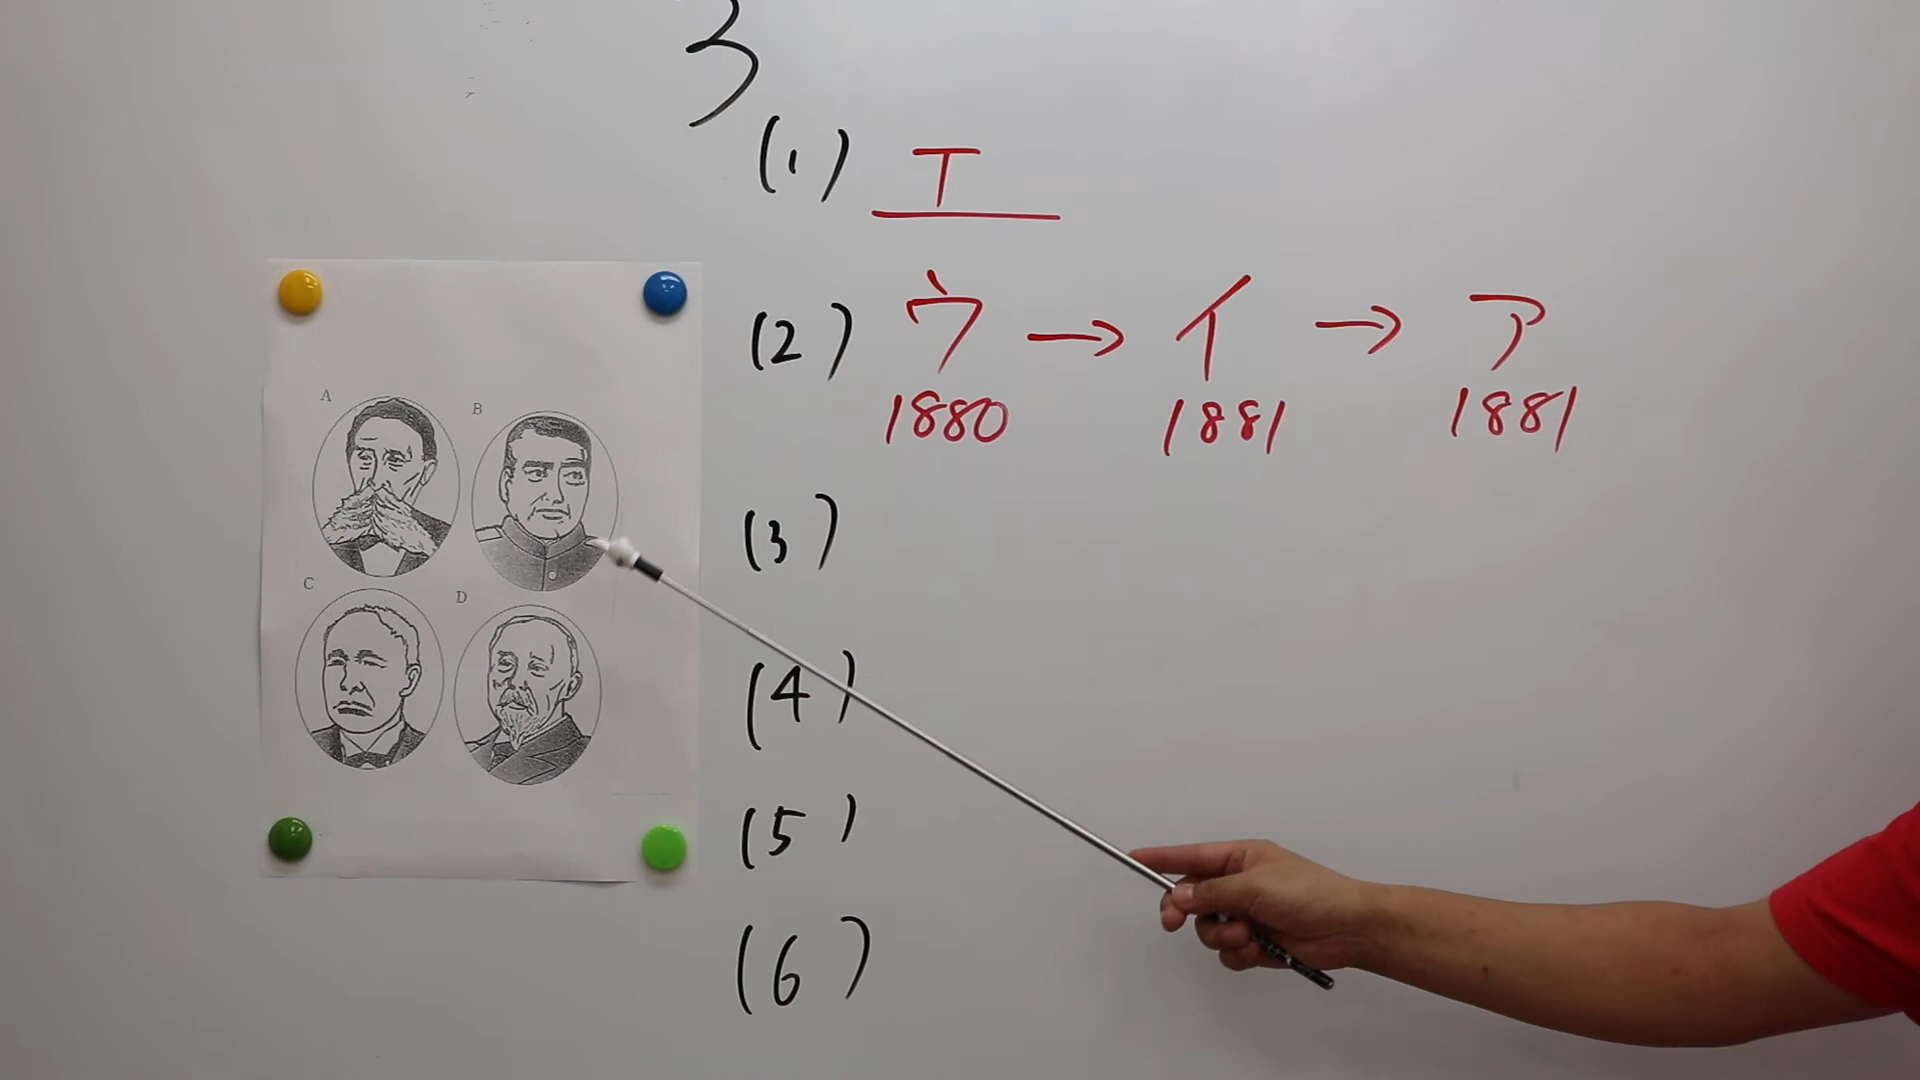 3
(1) エ
(2) ウ → イ → ア
1880 1881 1881
(3)
(4)
(5)
(6)
A B
C D